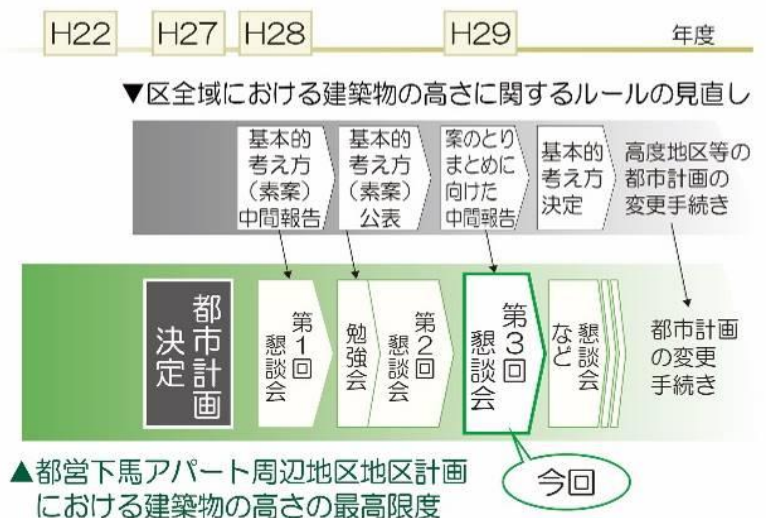 H22 H27 H28 H29 年度
▼区全域における建築物の高さに関するルールの見直し
基本的
考え方
（素案）
中間報告
基本的
考え方
（素案）
公表
案のとり
まとめに
向けた
中間報告
基本的
考え方
決定
高度地区等の
都市計画の
変更手続き
都市計画
決定
第1回
懇談会
勉強会
第2回
懇談会
第3回
懇談会
懇談会
など
都市計画
の変更
手続き
今回
▲都営下馬アパート周辺地区地区計画
における建築物の高さの最高限度